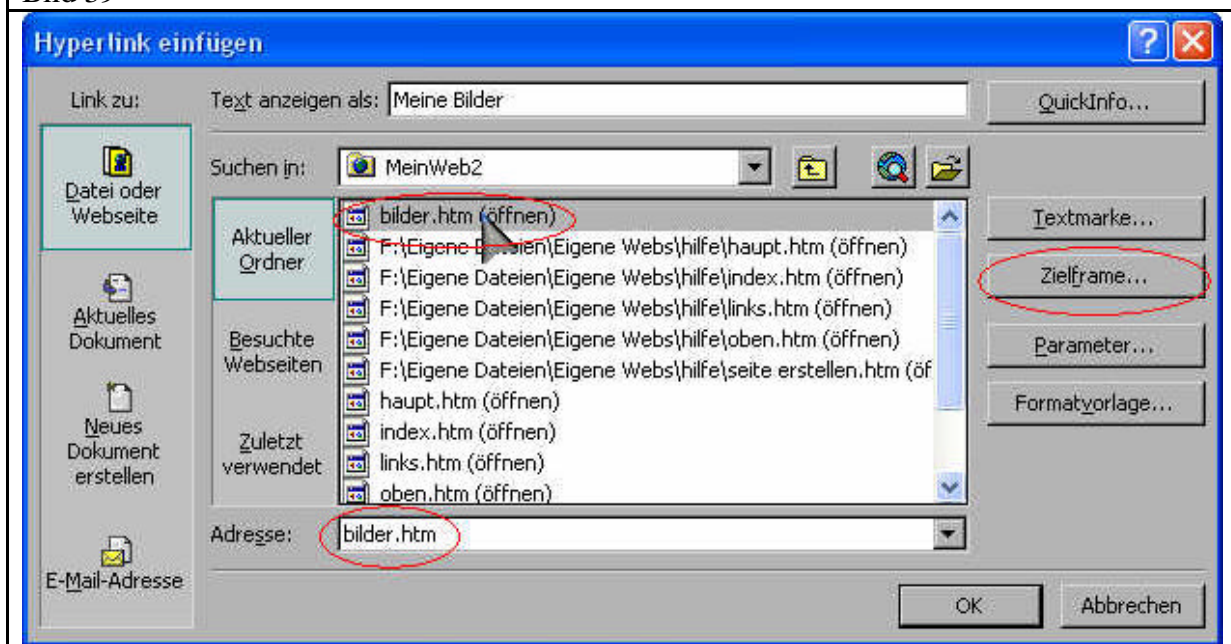 Bild 39
Hyperlink einfügen
Link zu:
Text anzeigen als: Meine Bilder
QuickInfo...
Datei oder
Webseite
Suchen in: MeinWeb2
Aktueller
Ordner
bilder.htm (öffnen)
F:\Eigene Dateien\Eigene Webs\hilfe\haupt.htm (öffnen)
F:\Eigene Dateien\Eigene Webs\hilfe\index.htm (öffnen)
F:\Eigene Dateien\Eigene Webs\hilfe\links.htm (öffnen)
F:\Eigene Dateien\Eigene Webs\hilfe\oben.htm (öffnen)
F:\Eigene Dateien\Eigene Webs\hilfe\seite erstellen.htm (öf
haupt.htm (öffnen)
index.htm (öffnen)
links.htm (öffnen)
oben.htm (öffnen)
Textmarke...
Zielframe...
Parameter...
Formatvorlage...
Aktuelles
Dokument
Besuchte
Webseiten
Neues
Dokument
erstellen
Zuletzt
verwendet
E-Mail-Adresse
Adresse: bilder.htm
OK
Abbrechen